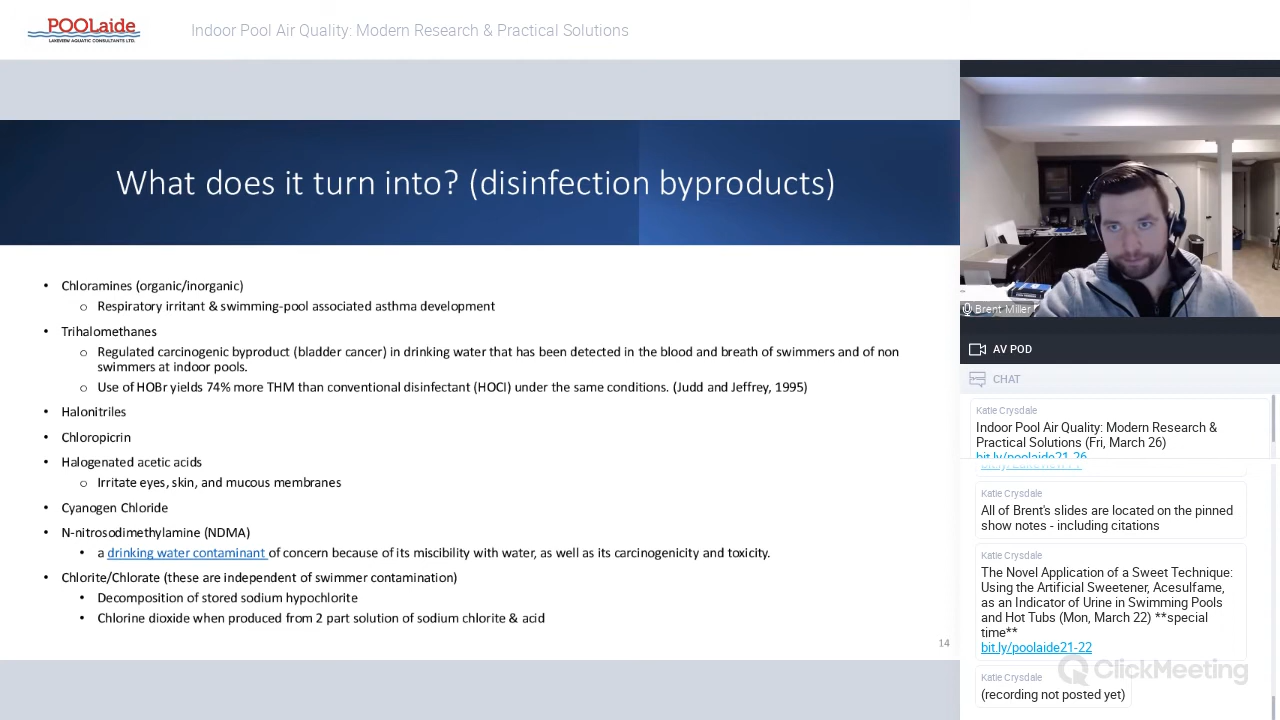 POOLaide
LAKEVIEW AQUATIC CONSULTANTS LTD.
Indoor Pool Air Quality: Modern Research & Practical Solutions
What does it turn into? (disinfection byproducts)
• Chloramines (organic/inorganic)
o Respiratory irritant & swimming-pool associated asthma development
• Trihalomethanes
o Regulated carcinogenic byproduct (bladder cancer) in drinking water that has been detected in the blood and breath of swimmers and of non
swimmers at indoor pools.
o Use of HOBr yields 74% more THM than conventional disinfectant (HOCl) under the same conditions. (Judd and Jeffrey, 1995)
• Halonitriles
• Chloropicrin
• Halogenated acetic acids
o Irritate eyes, skin, and mucous membranes
• Cyanogen Chloride
• N-nitrosodimethylamine (NDMA)
• a drinking water contaminant of concern because of its miscibility with water, as well as its carcinogenicity and toxicity.
• Chlorite/Chlorate (these are independent of swimmer contamination)
• Decomposition of stored sodium hypochlorite
• Chlorine dioxide when produced from 2 part solution of sodium chlorite & acid
14
Brent Miller
AV POD
CHAT
Katie Crysdale
Indoor Pool Air Quality: Modern Research &
Practical Solutions (Fri, March 26)
bit.ly/poolaide21-26
Katie Crysdale
All of Brent's slides are located on the pinned
show notes - including citations
Katie Crysdale
The Novel Application of a Sweet Technique:
Using the Artificial Sweetener, Acesulfame,
as an Indicator of Urine in Swimming Pools
and Hot Tubs (Mon, March 22) **special
time**
bit.ly/poolaide21-22
ClickMeeting
Katie Crysdale
(recording not posted yet)